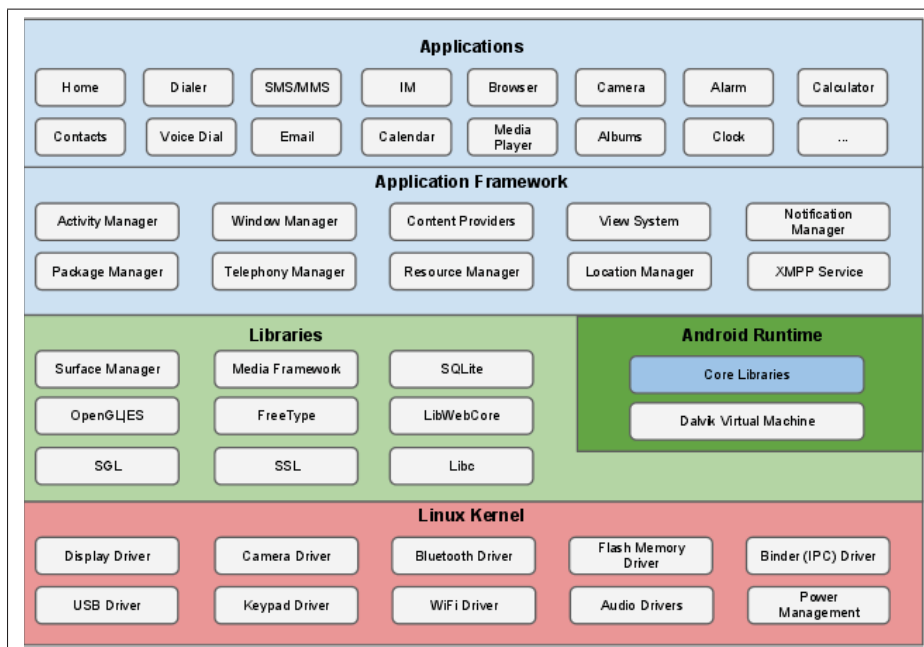 Applications
Home
Dialer
SMS/MMS
IM
Browser
Camera
Alarm
Calculator
Contacts
Voice Dial
Email
Calendar
Media
Player
Albums
Clock
...
Application Framework
Activity Manager
Window Manager
Content Providers
View System
Notification
Manager
Package Manager
Telephony Manager
Resource Manager
Location Manager
XMPP Service
Libraries
Surface Manager
Media Framework
SQLite
OpenGL|ES
FreeType
LibWebCore
SGL
SSL
Libc
Android Runtime
Core Libraries
Dalvik Virtual Machine
Linux Kernel
Display Driver
Camera Driver
Bluetooth Driver
Flash Memory
Driver
Binder (IPC) Driver
USB Driver
Keypad Driver
WiFi Driver
Audio Drivers
Power
Management